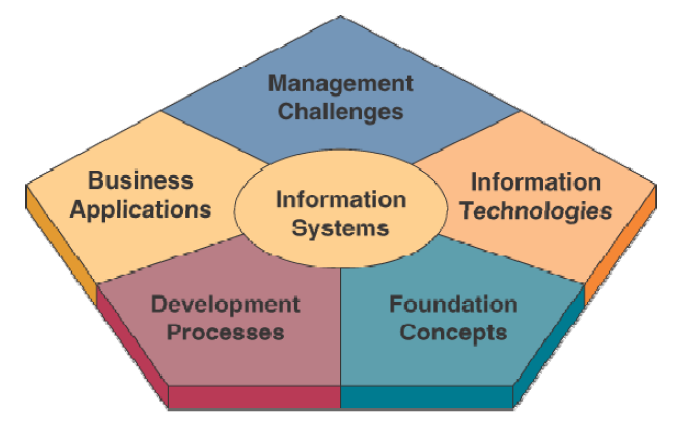 Management
Challenges
Business
Applications
Information
Systems
Information
Technologies
Development
Processes
Foundation
Concepts